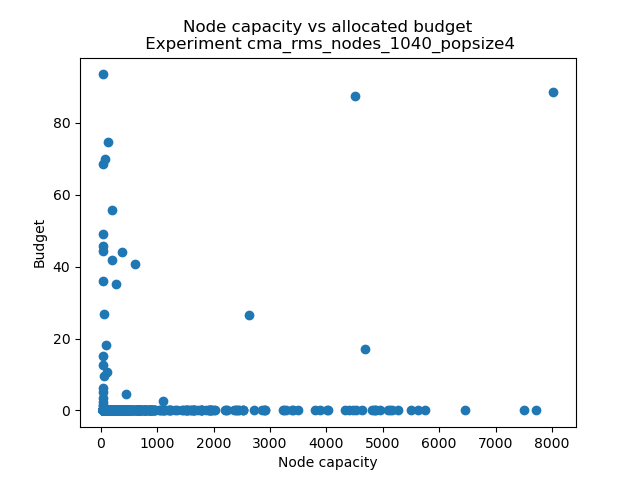 Node capacity vs allocated budget
Experiment cma_rms_nodes_1040_popsize4
80
60
40
20
0
Budget
0 1000 2000 3000 4000 5000 6000 7000 8000
Node capacity